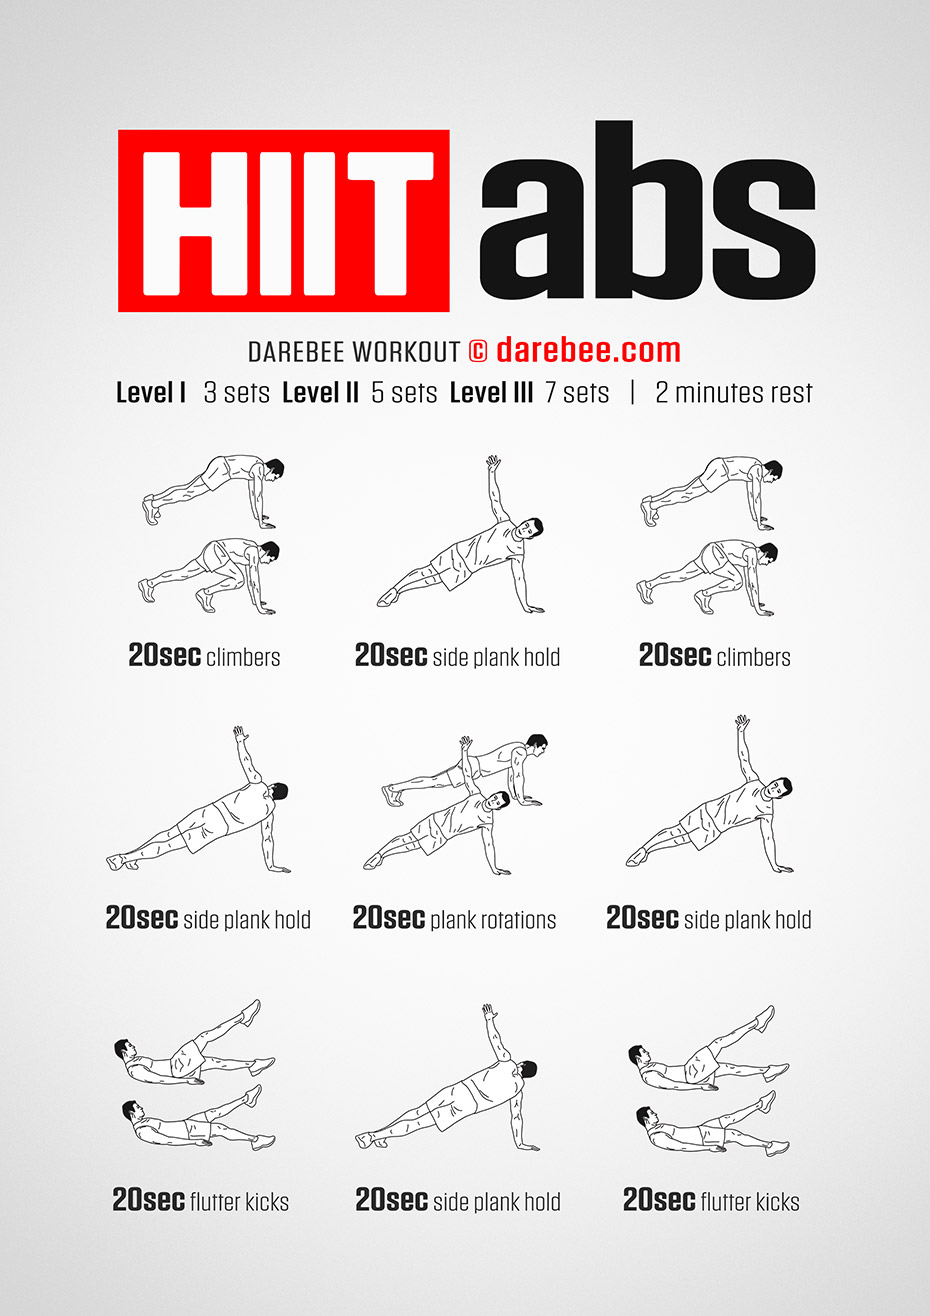 HIIT abs
DAREBEE WORKOUT © darebee.com
Level I 3 sets Level II 5 sets Level III 7 sets | 2 minutes rest
20sec climbers
20sec side plank hold
20sec climbers
20sec side plank hold
20sec plank rotations
20sec side plank hold
20sec flutter kicks
20sec side plank hold
20sec flutter kicks